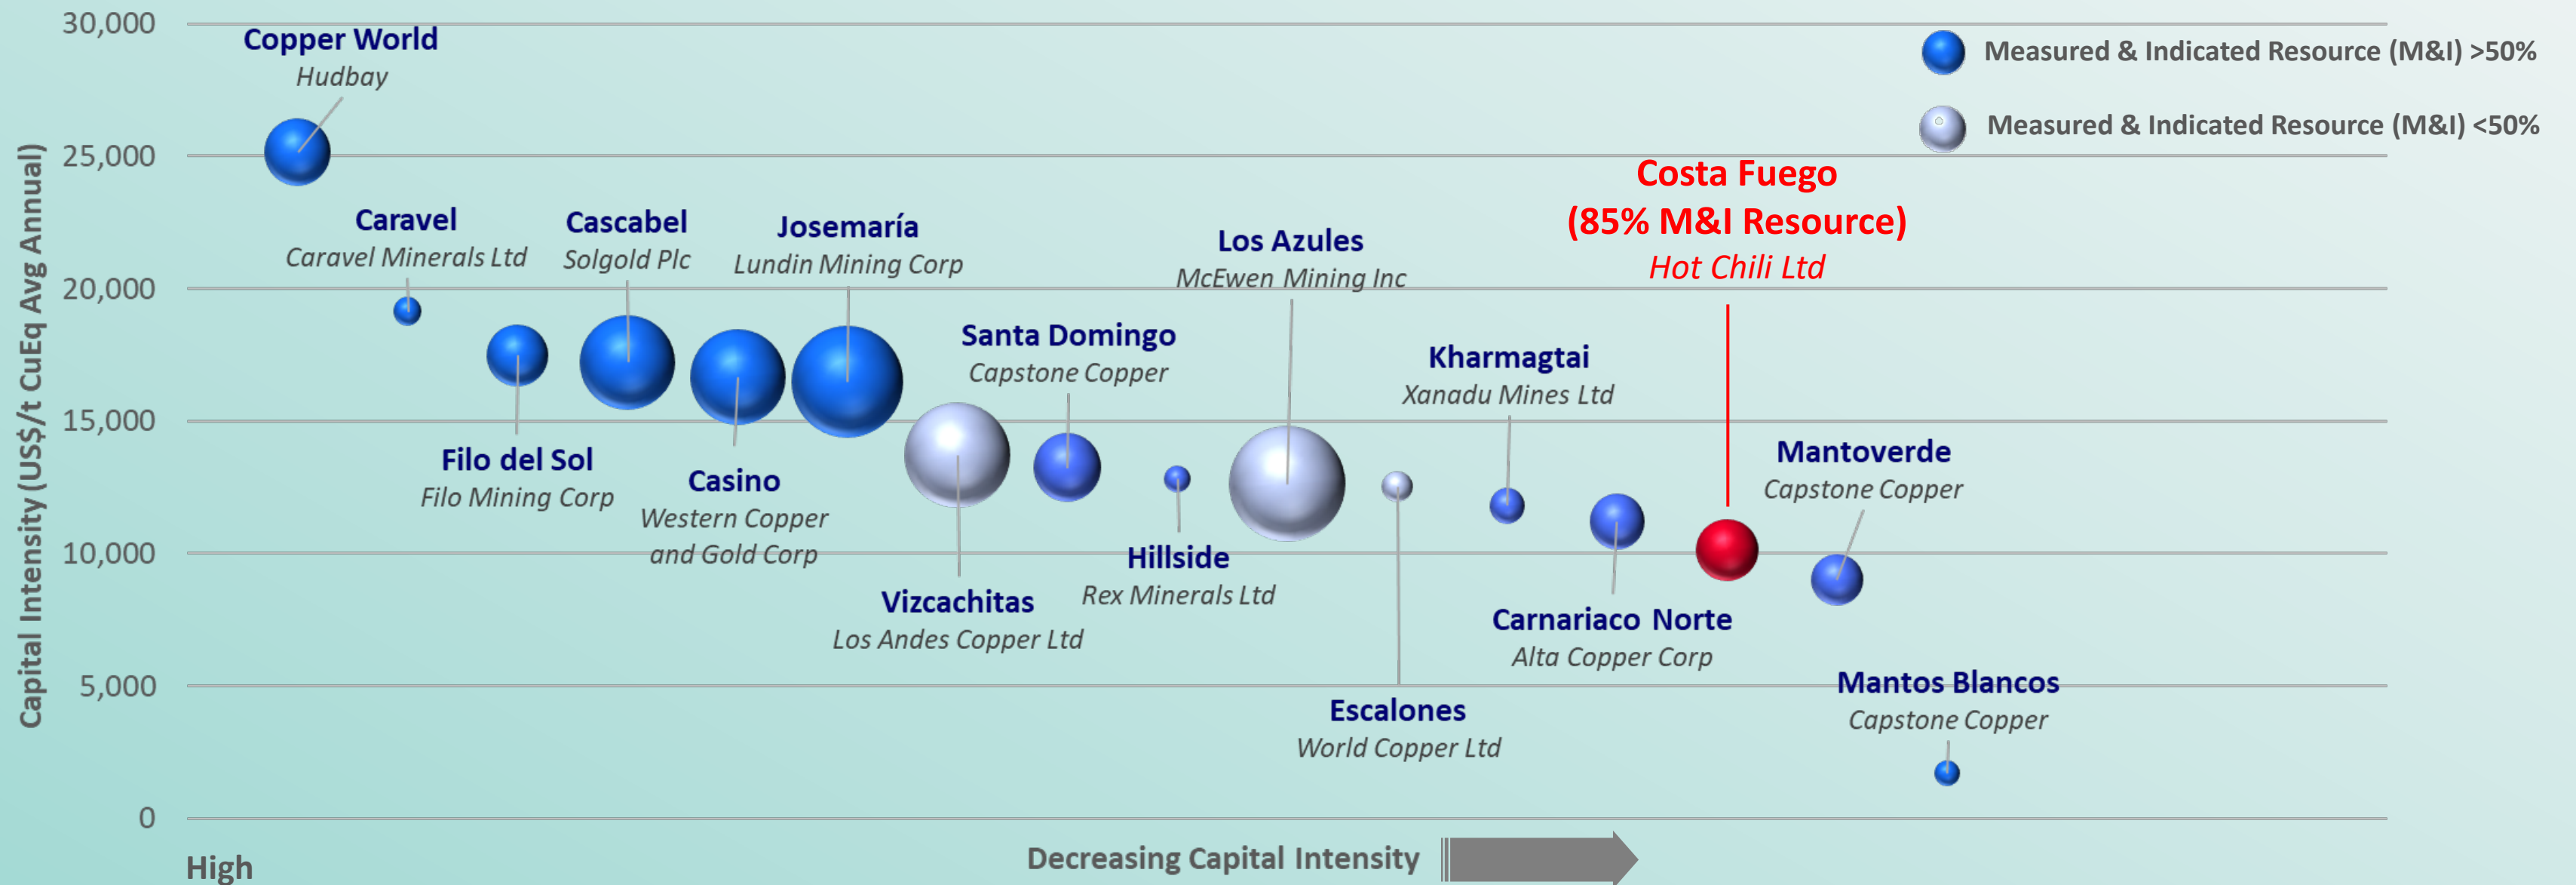 30,000
25,000
20,000
15,000
10,000
5,000
0
Capital Intensity (US$/t CuEq Avg Annual)
Measured & Indicated Resource (M&I) >50%
Measured & Indicated Resource (M&I) <50%
Copper World
Hudbay
Caravel
Caravel Minerals Ltd
Filo del Sol
Filo Mining Corp
Cascabel
Solgold Plc
Casino
Western Copper
and Gold Corp
Josemaría
Lundin Mining Corp
Vizcachitas
Los Andes Copper Ltd
Santa Domingo
Capstone Copper
Hillside
Rex Minerals Ltd
Los Azules
McEwen Mining Inc
Escalones
World Copper Ltd
Kharmagtai
Xanadu Mines Ltd
Carnariaco Norte
Alta Copper Corp
Costa Fuego
(85% M&I Resource)
Hot Chili Ltd
Mantoverde
Capstone Copper
Mantos Blancos
Capstone Copper
High
Decreasing Capital Intensity